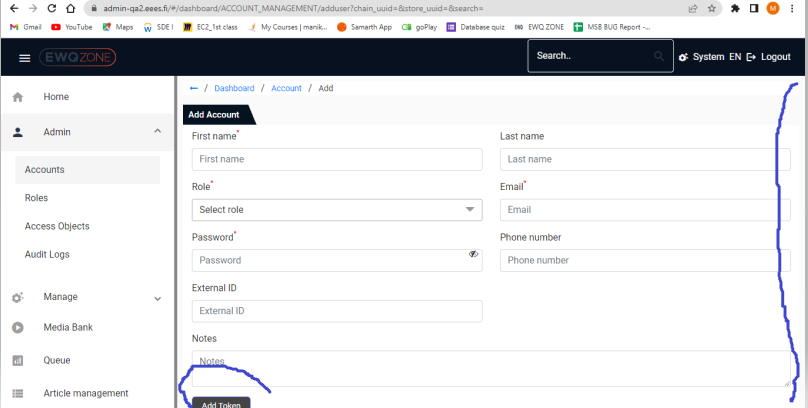 admin-qa2.eees.fi/#/dashboard/ACCOUNT_MANAGEMENT/adduser?chain_uuid=&store_uuid=&search=
Gmail YouTube Maps SDE I EC2_1st class My Courses | manik... Samarth App goPlay Database quiz EWQ ZONE MSB BUG Report -...
EWQZONE Search.. System EN Logout
Home
Admin
Accounts
Roles
Access Objects
Audit Logs
Manage
Media Bank
Queue
Article management
← / Dashboard / Account / Add
Add Account
First name*
First name
Last name
Last name
Role*
Select role
Email*
Email
Password*
Password
Phone number
Phone number
External ID
External ID
Notes
Notes
Add Token